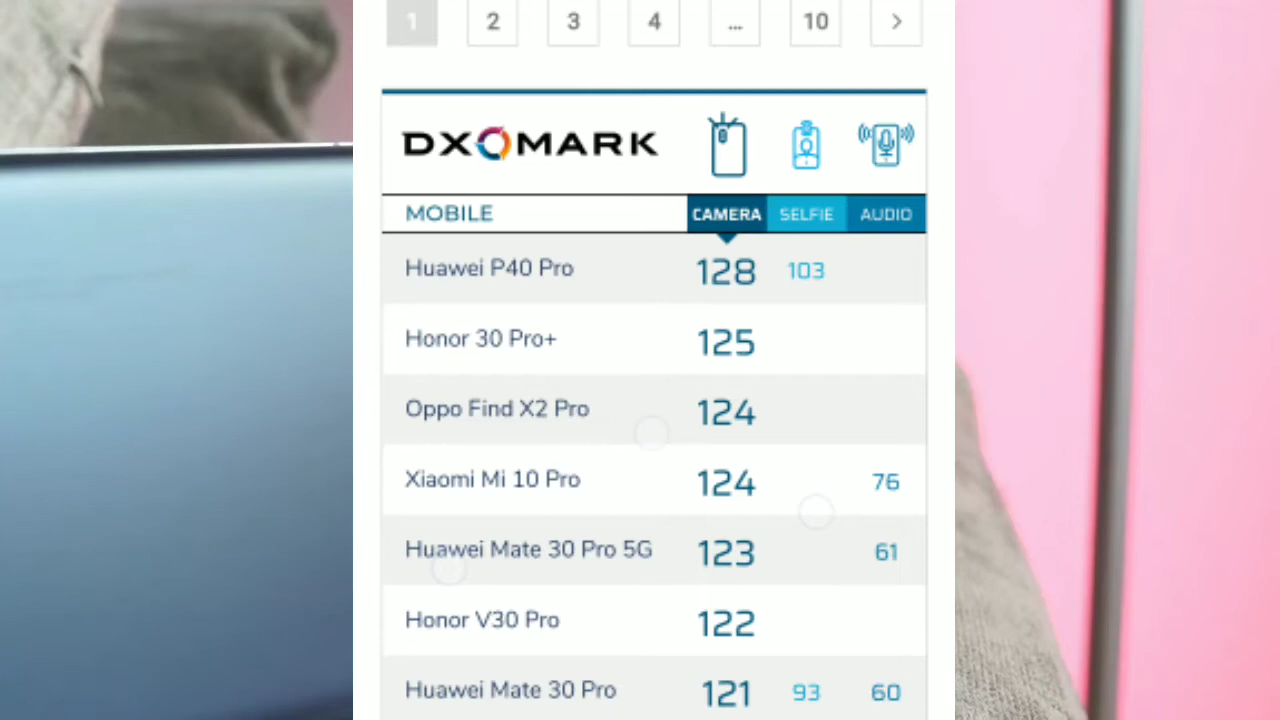 1 2 3 4 ... 10 >
DXOMARK
MOBILE CAMERA SELFIE AUDIO
Huawei P40 Pro 128 103
Honor 30 Pro+ 125
Oppo Find X2 Pro 124
Xiaomi Mi 10 Pro 124 76
Huawei Mate 30 Pro 5G 123 61
Honor V30 Pro 122
Huawei Mate 30 Pro 121 93 60